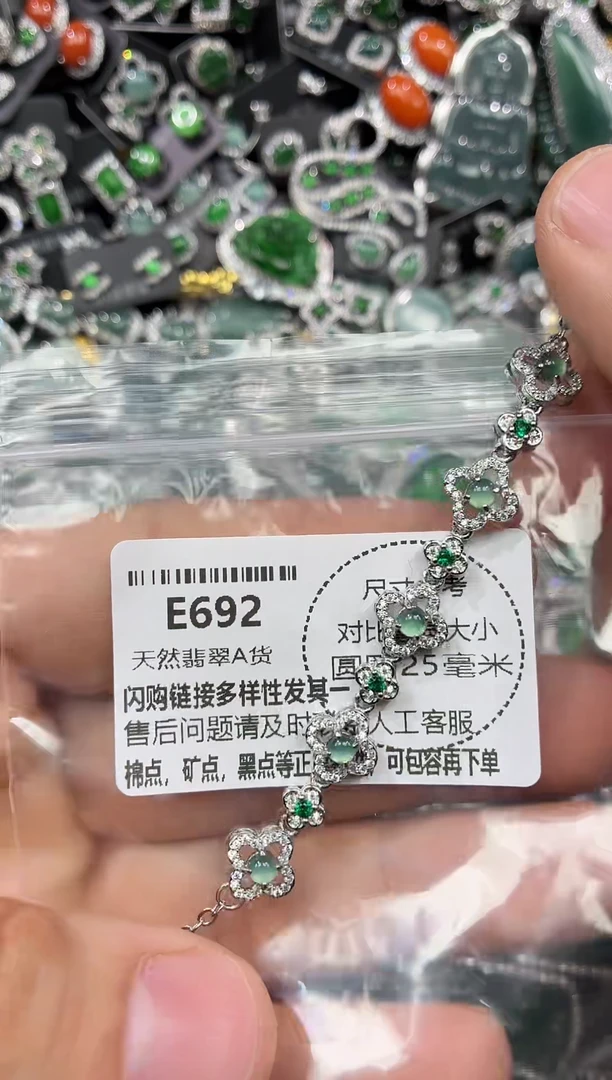 E692
天然翡翠A货
闪购链接多样性发其一
售后问题请及时 人工客服
棉点，矿点，黑点等正 可包容再下单
尺寸 考
对比 大小
圆 25毫米